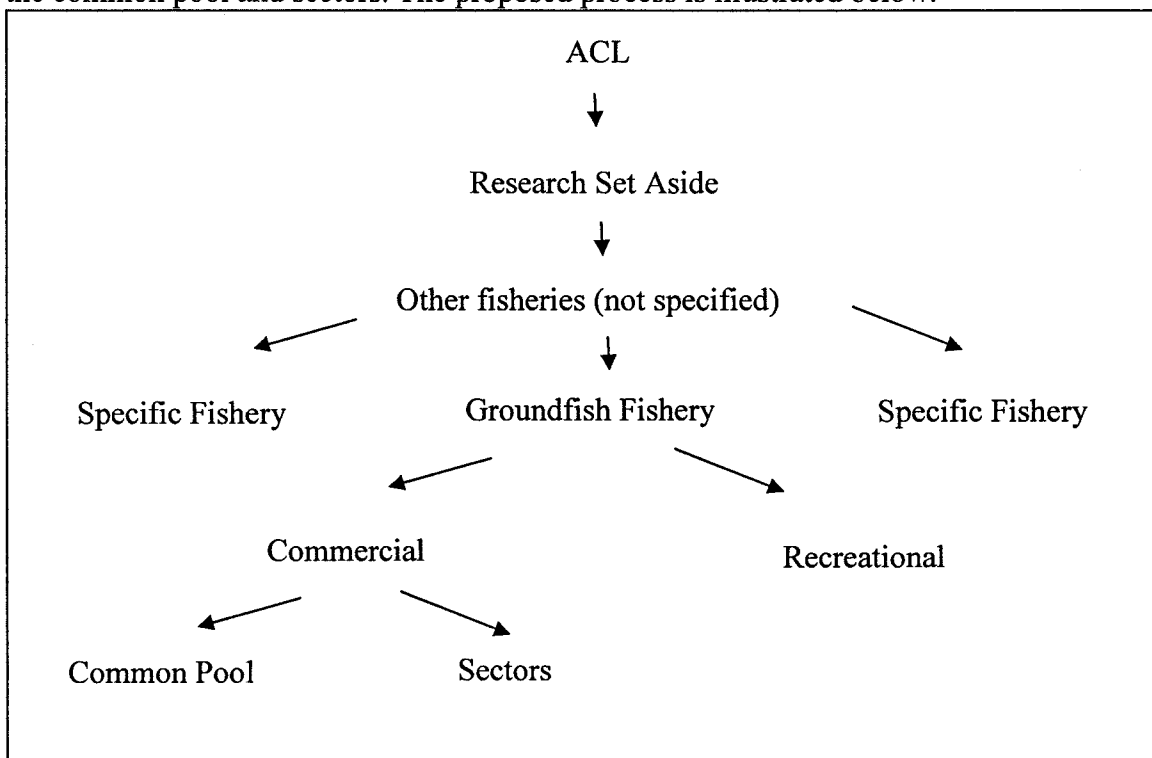 the common pool and sectors. The proposed process is illustrated below.
ACL
Research Set Aside
Other fisheries (not specified)
Specific Fishery Groundfish Fishery Specific Fishery
Commercial Recreational
Common Pool Sectors